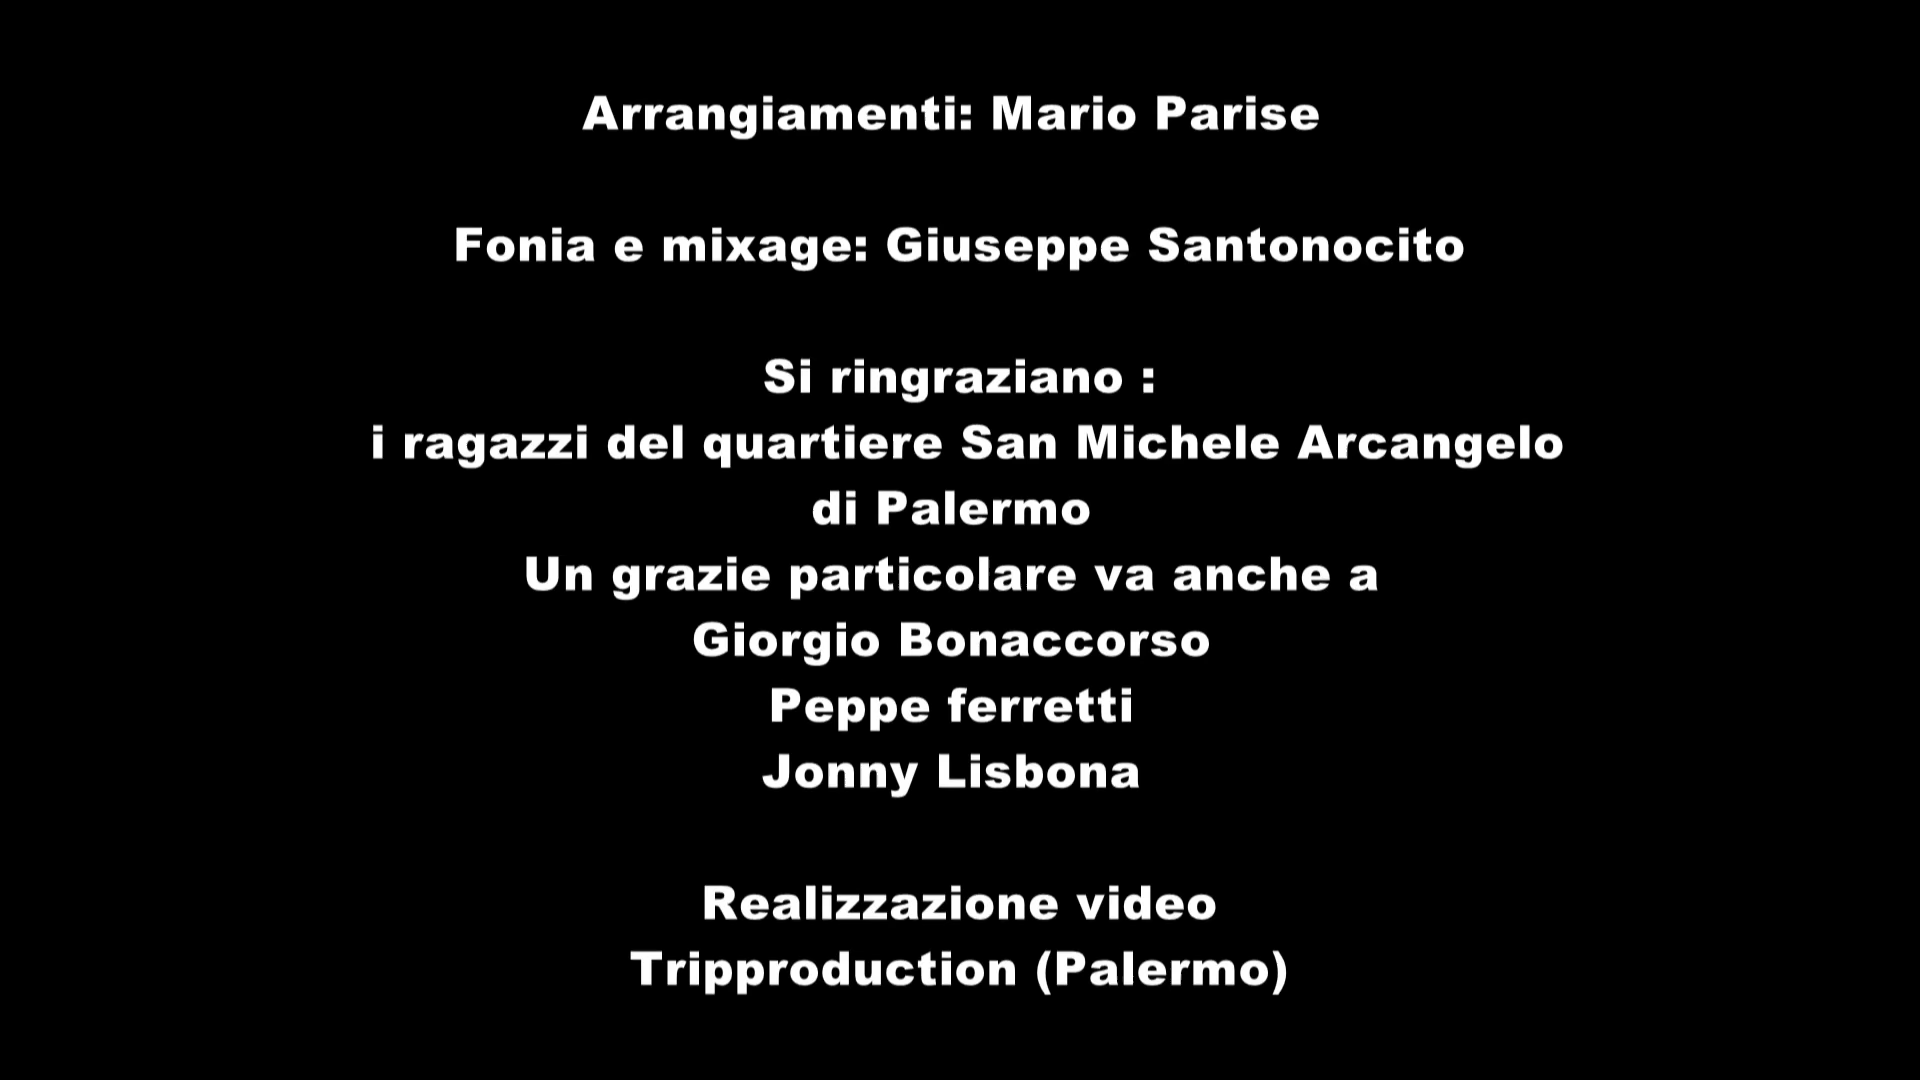 Arrangiamenti: Mario Parise
Fonia e mixage: Giuseppe Santonocito
Si ringraziano :
i ragazzi del quartiere San Michele Arcangelo
di Palermo
Un grazie particolare va anche a
Giorgio Bonaccorso
Peppe ferretti
Jonny Lisbona
Realizzazione video
Tripproduction (Palermo)